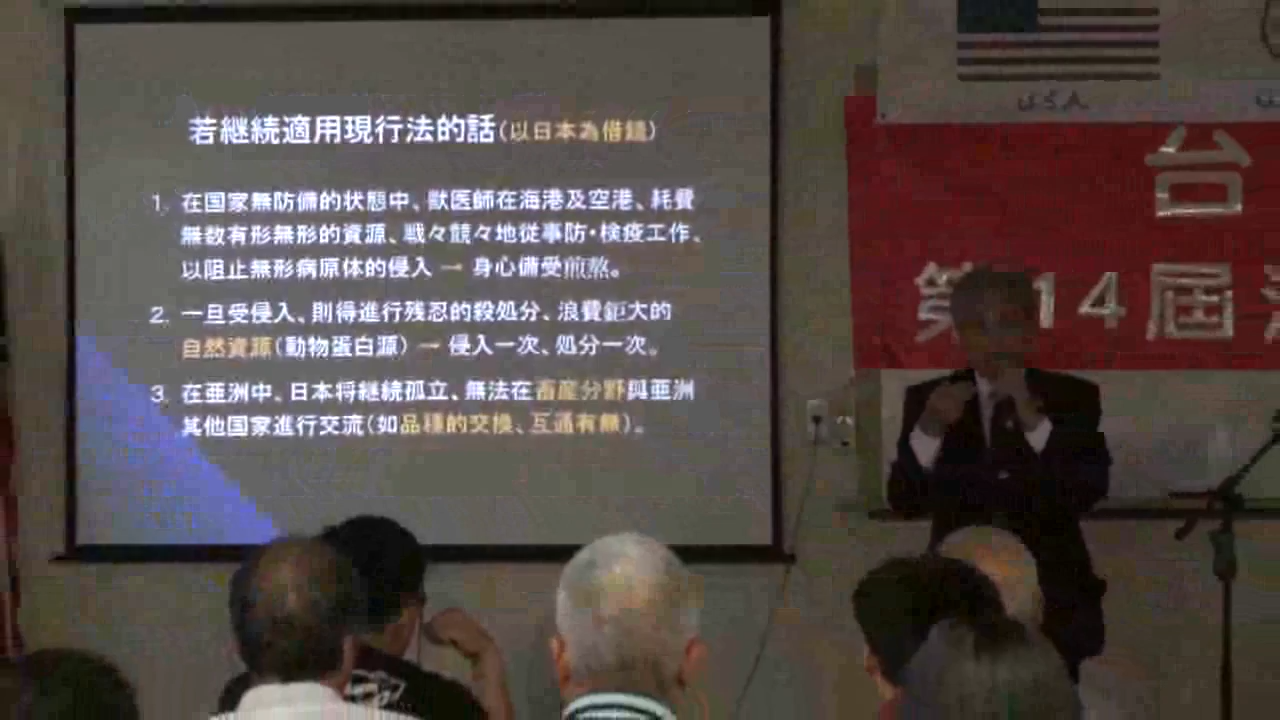 若継続適用現行法的話(以日本為借鏡)
1. 在国家無防備的状態中、獣医師在海港及空港、耗費
無数有形無形的資源、戦々競々地従事防・検疫工作、
以阻止無形病原体的侵入 → 身心備受煎熬。
2. 一旦受侵入、則得進行残忍的殺処分、浪費鉅大的
自然資源(動物蛋白源) → 侵入一次、処分一次。
3. 在亜洲中、日本将継続孤立、無法在畜産分野與亜洲
其他国家進行交流(如品種的交換、互通有無)。
台
第14屆